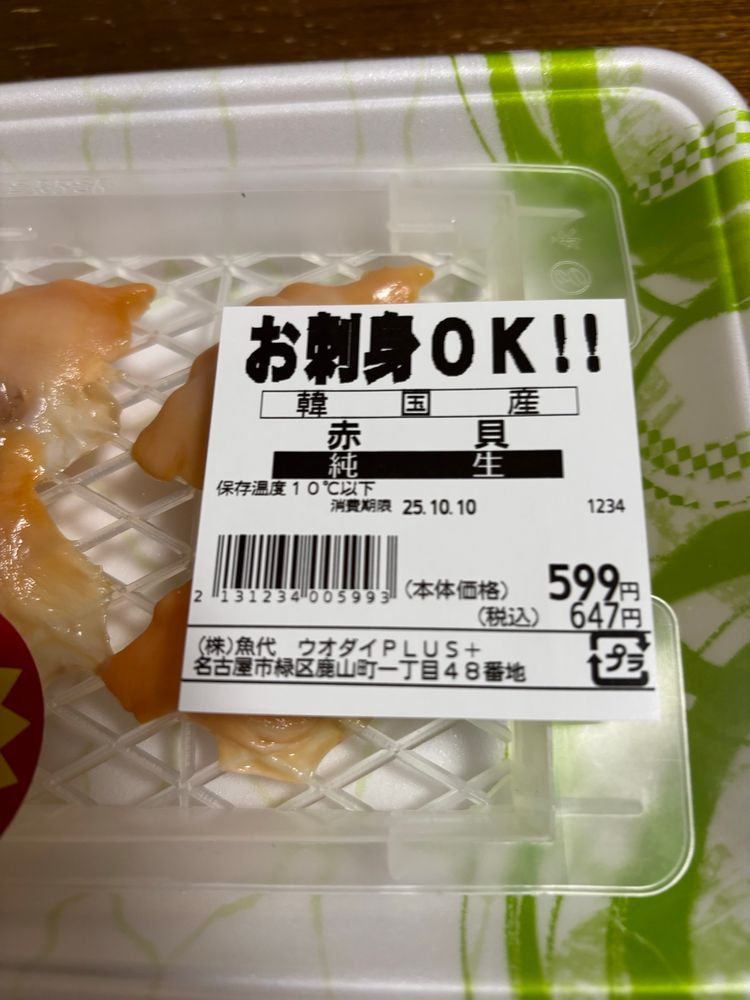 お刺身OK!!
韓国産
赤貝
純生
保存温度10℃以下
消費期限 25.10.10 1234
2 131234 005993
(本体価格) 599円
(税込) 647円
(株)魚代 ウオダイPLUS+
名古屋市緑区鹿山町一丁目48番地
プラ